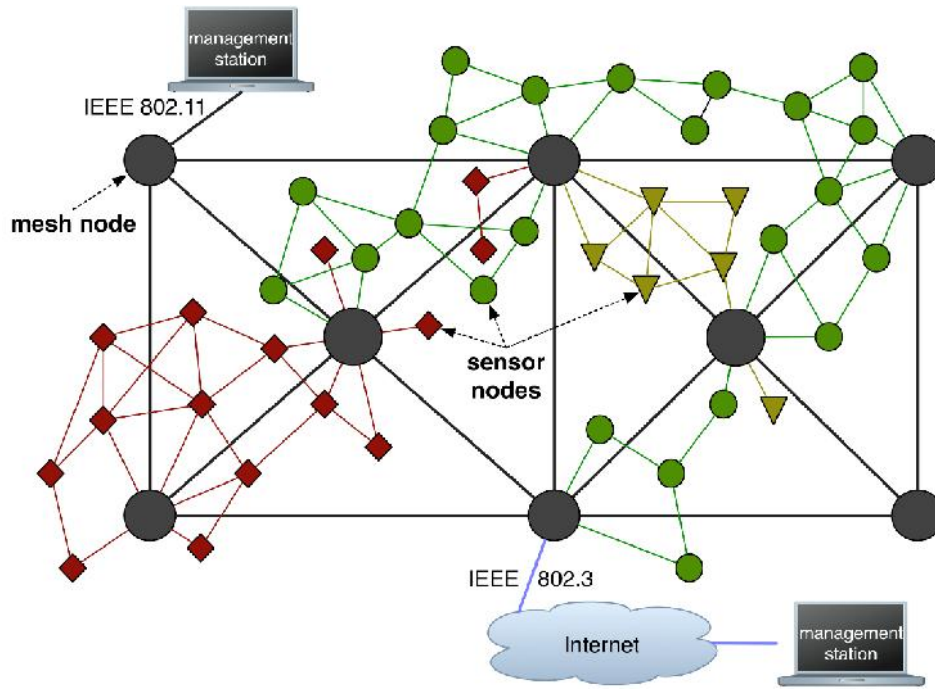 management
station
IEEE 802.11
mesh node
sensor
nodes
IEEE 802.3
Internet
management
station